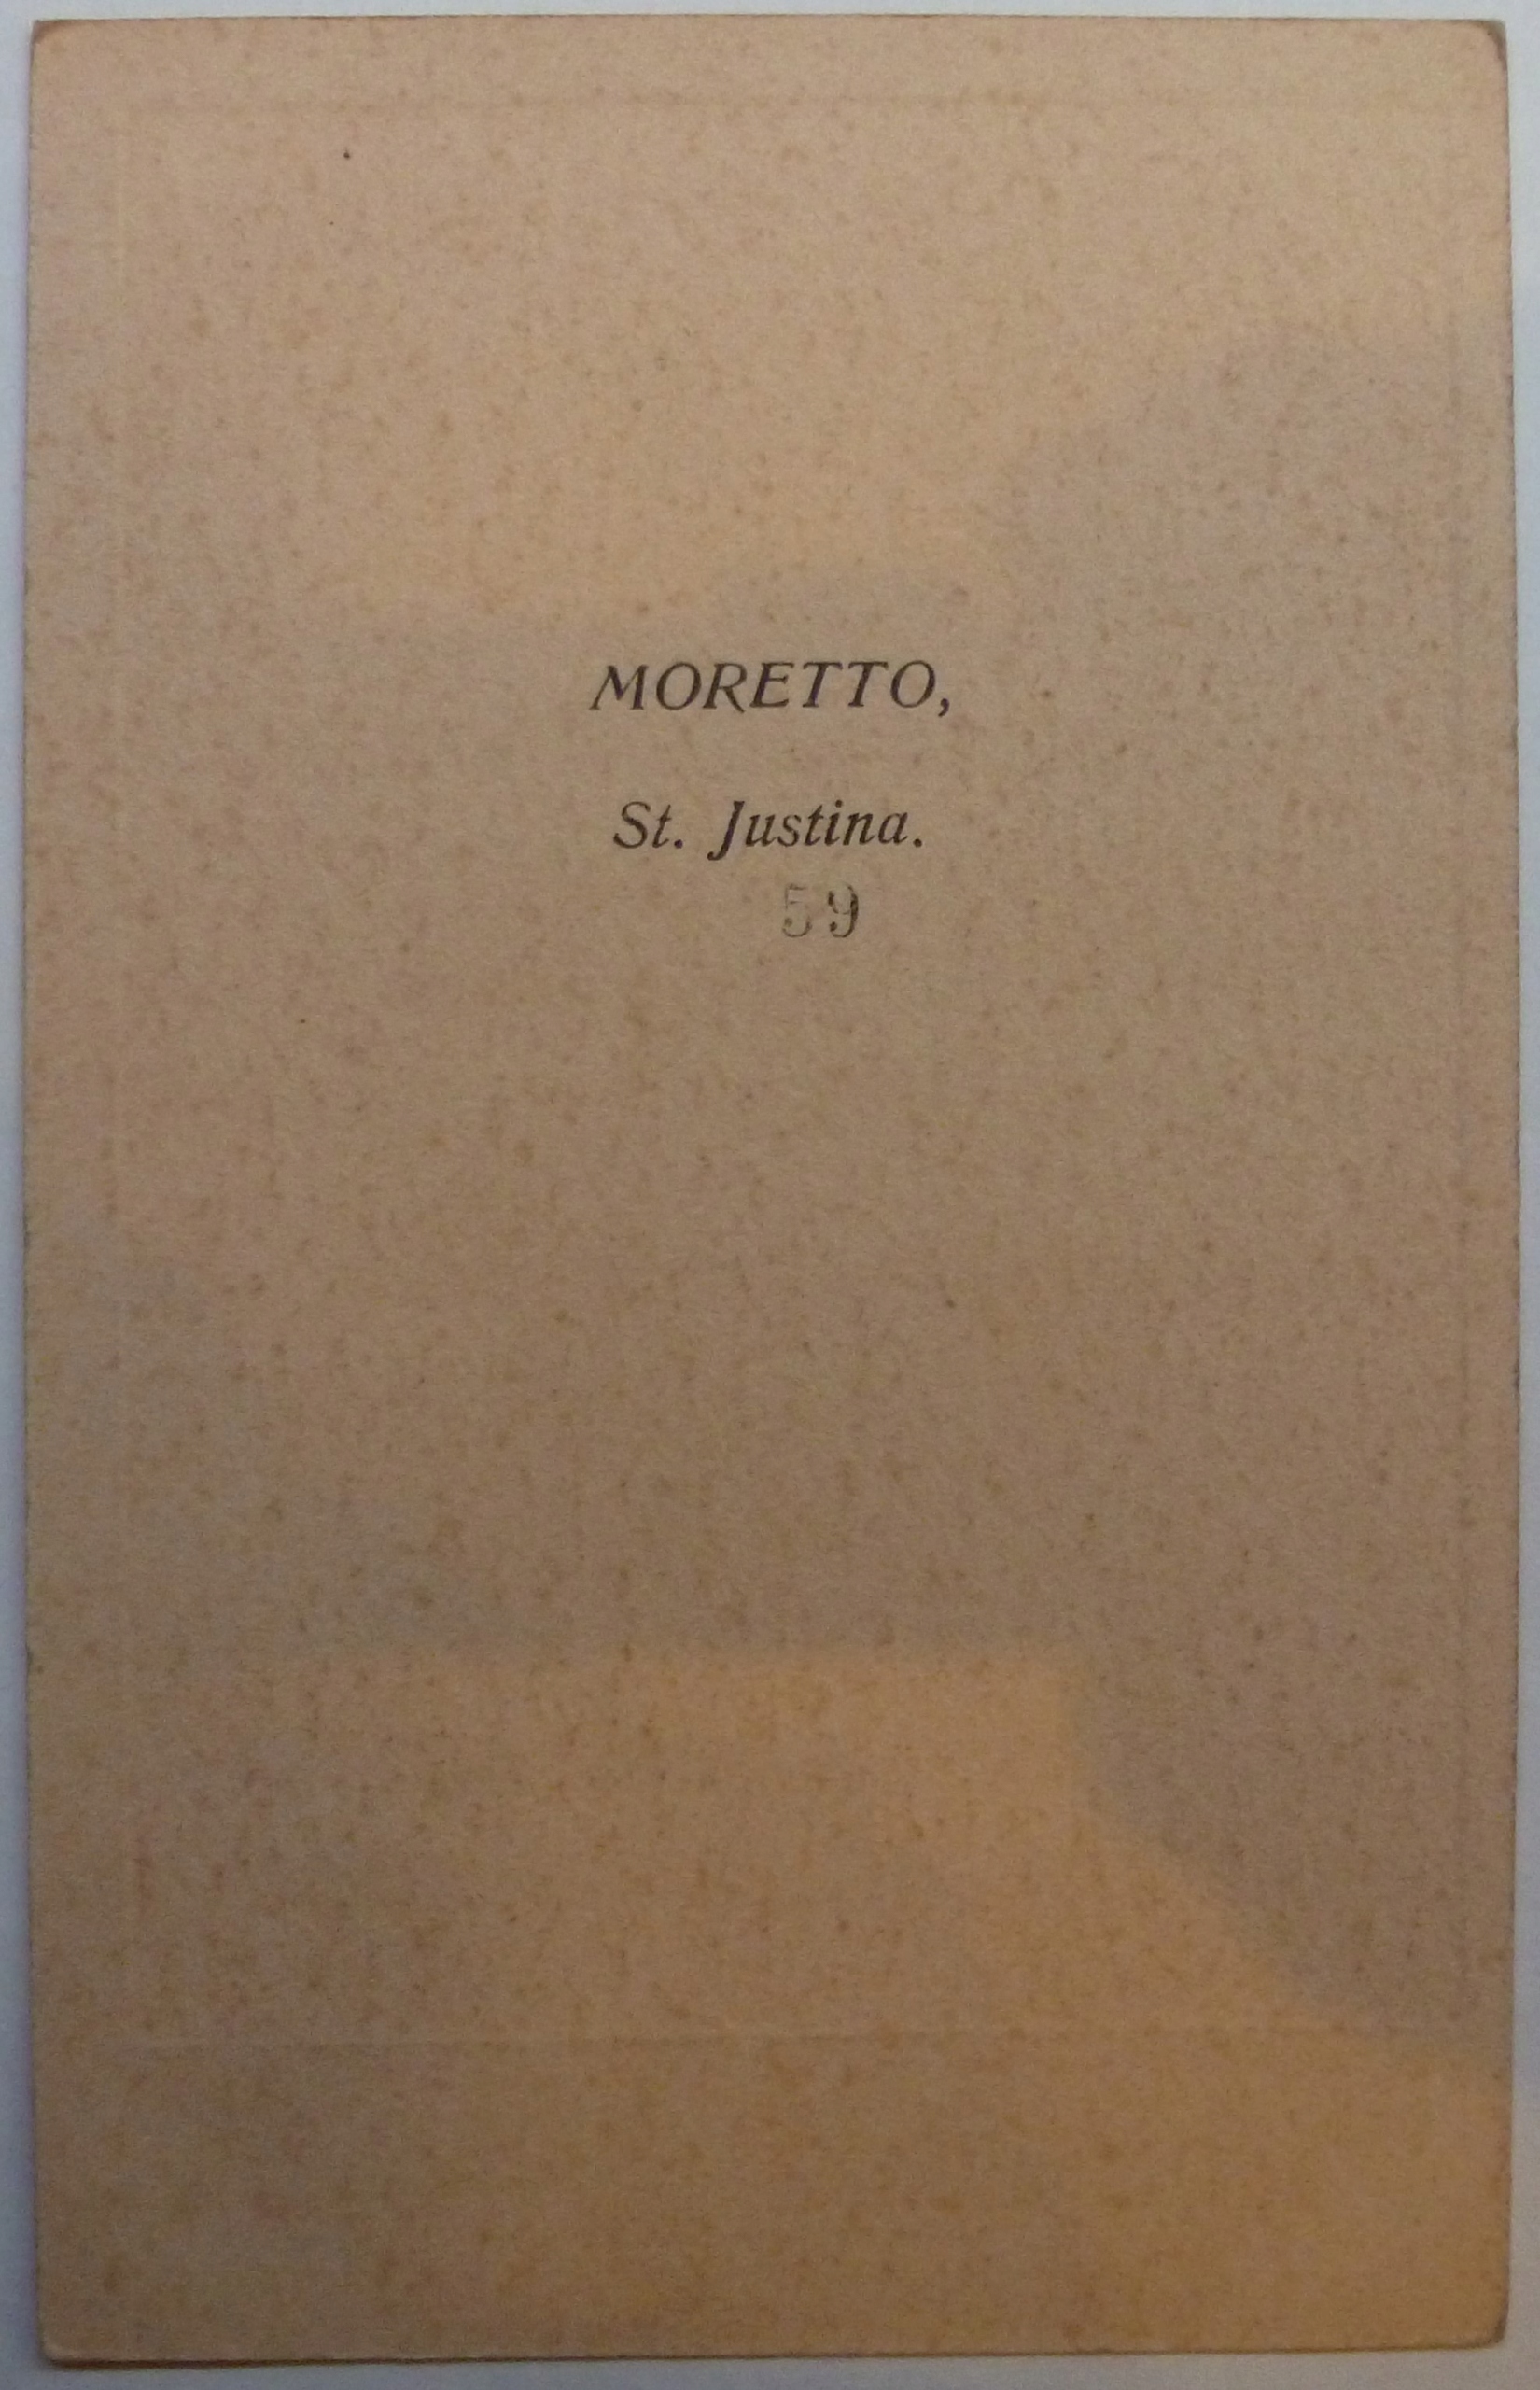 MORETTO,
St. Justina.
59